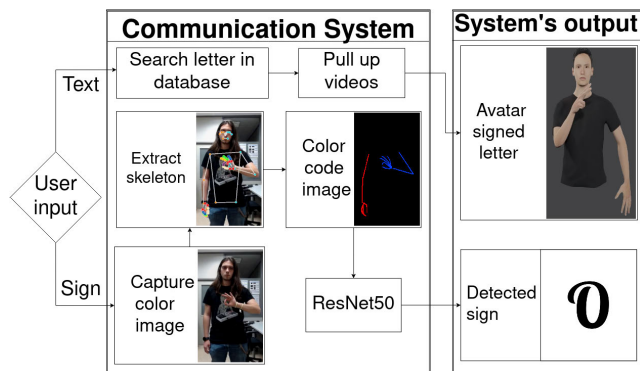 Communication System
System's output
Text
Search letter in
database
Pull up
videos
Avatar
signed
letter
User
input
Extract
skeleton
Color
code
image
Sign
Capture
color
image
ResNet50
Detected
sign
O